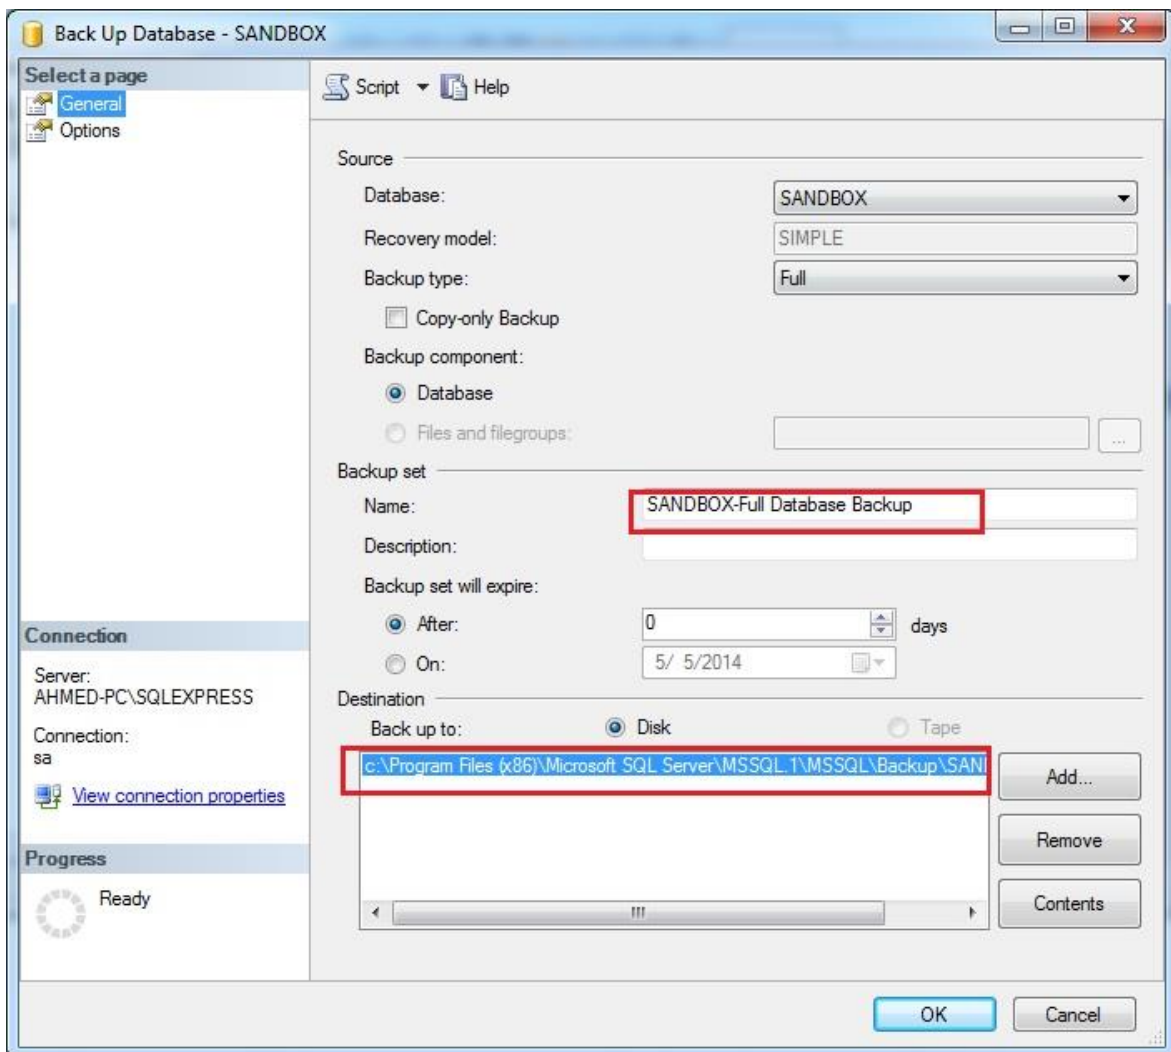 Back Up Database - SANDBOX
Select a page
General
Options
Script
Help
Source
Database:
SANDBOX
Recovery model:
SIMPLE
Backup type:
Full
Copy-only Backup
Backup component:
Database
Files and filegroups:
...
Backup set
Name:
SANDBOX-Full Database Backup
Description:
Backup set will expire:
After:
0
days
On:
5/ 5/2014
Destination
Back up to:
Disk
Tape
c:\Program Files (x86)\Microsoft SQL Server\MSSQL.1\MSSQL\Backup\SAN
Add...
Remove
Contents
Connection
Server:
AHMED-PC\SQLEXPRESS
Connection:
sa
View connection properties
Progress
Ready
OK
Cancel